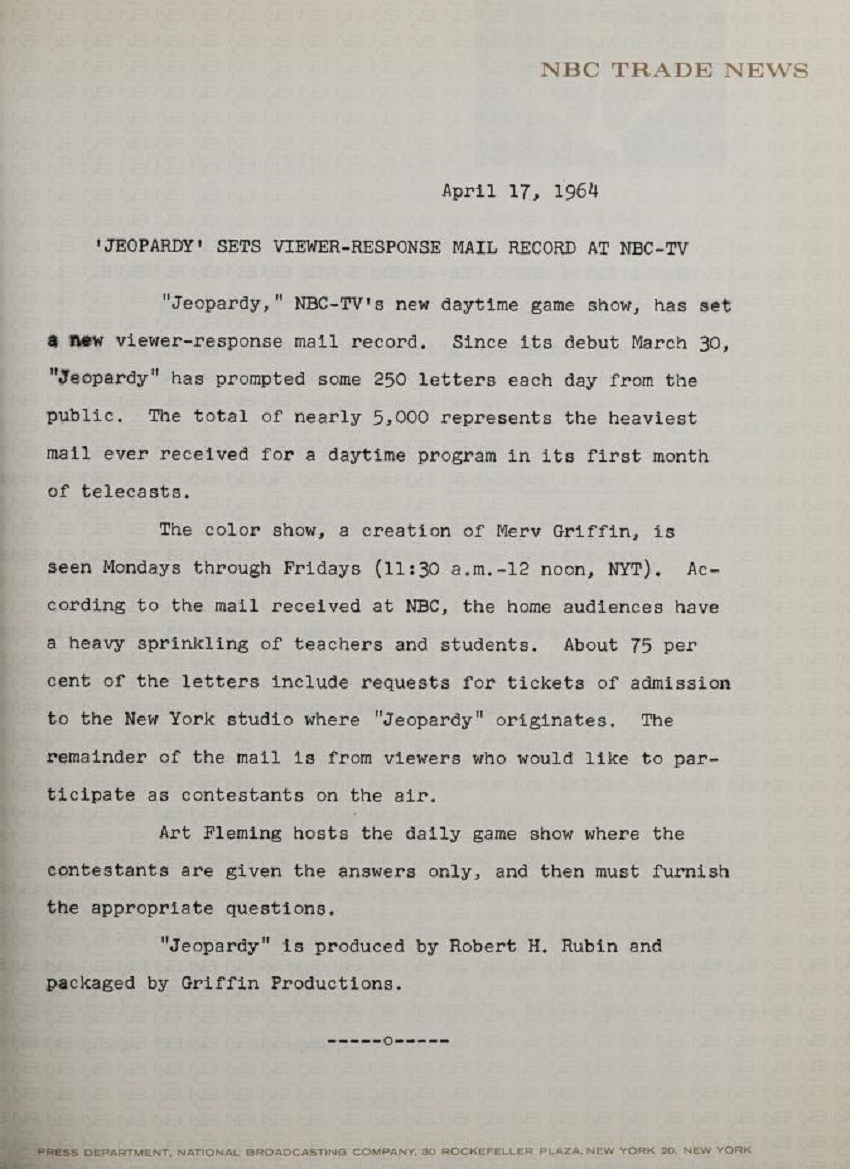 NBC TRADE NEWS
April 17, 1964
'JEOPARDY' SETS VIEWER-RESPONSE MAIL RECORD AT NBC-TV
"Jeopardy," NBC-TV's new daytime game show, has set
a new viewer-response mail record. Since its debut March 30,
"Jeopardy" has prompted some 250 letters each day from the
public. The total of nearly 5,000 represents the heaviest
mail ever received for a daytime program in its first month
of telecasts.
The color show, a creation of Merv Griffin, is
seen Mondays through Fridays (11:30 a.m.-12 noon, NYT). Ac-
cording to the mail received at NBC, the home audiences have
a heavy sprinkling of teachers and students. About 75 per
cent of the letters include requests for tickets of admission
to the New York studio where "Jeopardy" originates. The
remainder of the mail is from viewers who would like to par-
ticipate as contestants on the air.
Art Fleming hosts the daily game show where the
contestants are given the answers only, and then must furnish
the appropriate questions.
"Jeopardy" is produced by Robert H. Rubin and
packaged by Griffin Productions.
-----o-----
PRESS DEPARTMENT, NATIONAL BROADCASTING COMPANY, 30 ROCKEFELLER PLAZA, NEW YORK 20, NEW YORK